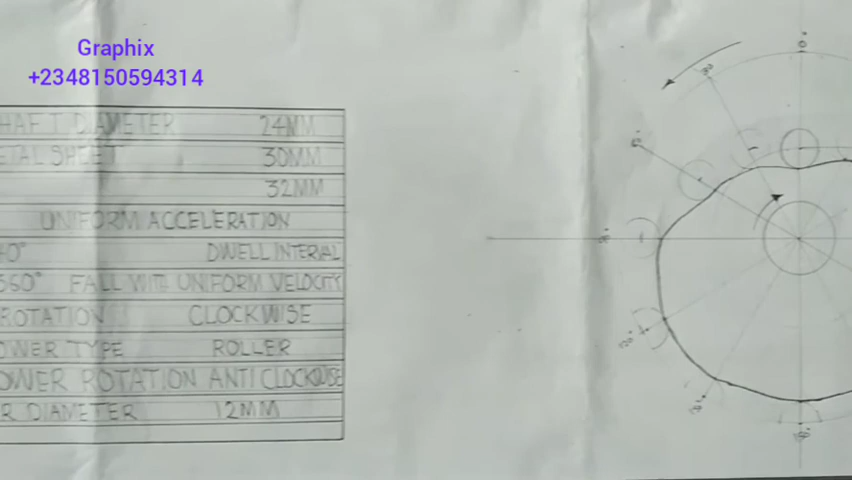 Graphix
+2348150594314
HAFT DIAMETER 24MM
ETAL SHEET 30MM
32MM
UNIFORM ACCELERATION
40° DWELL INTERVAL
360° FALL WITH UNIFORM VELOCITY
ROTATION CLOCKWISE
OWER TYPE ROLLER
OWER ROTATION ANTI CLOCKWISE
R DIAMETER 12MM
30°
60°
90°
120°
150°
180°